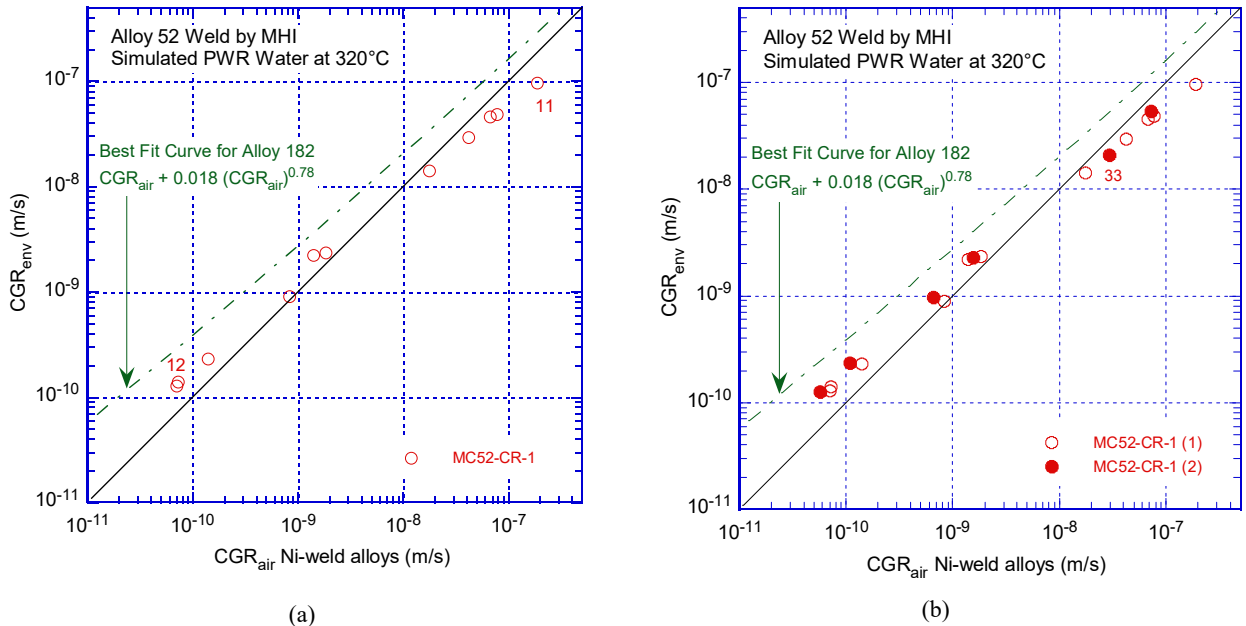 Alloy 52 Weld by MHI
Simulated PWR Water at 320°C
Best Fit Curve for Alloy 182
CGR_air + 0.018 (CGR_air)^0.78
11
12
MC52-CR-1
CGR_env (m/s)
10^-7
10^-8
10^-9
10^-10
10^-11
10^-11 10^-10 10^-9 10^-8 10^-7
CGR_air Ni-weld alloys (m/s)
(a)
Alloy 52 Weld by MHI
Simulated PWR Water at 320°C
Best Fit Curve for Alloy 182
CGR_air + 0.018 (CGR_air)^0.78
33
MC52-CR-1 (1)
MC52-CR-1 (2)
CGR_env (m/s)
10^-7
10^-8
10^-9
10^-10
10^-11
10^-11 10^-10 10^-9 10^-8 10^-7
CGR_air Ni-weld alloys (m/s)
(b)